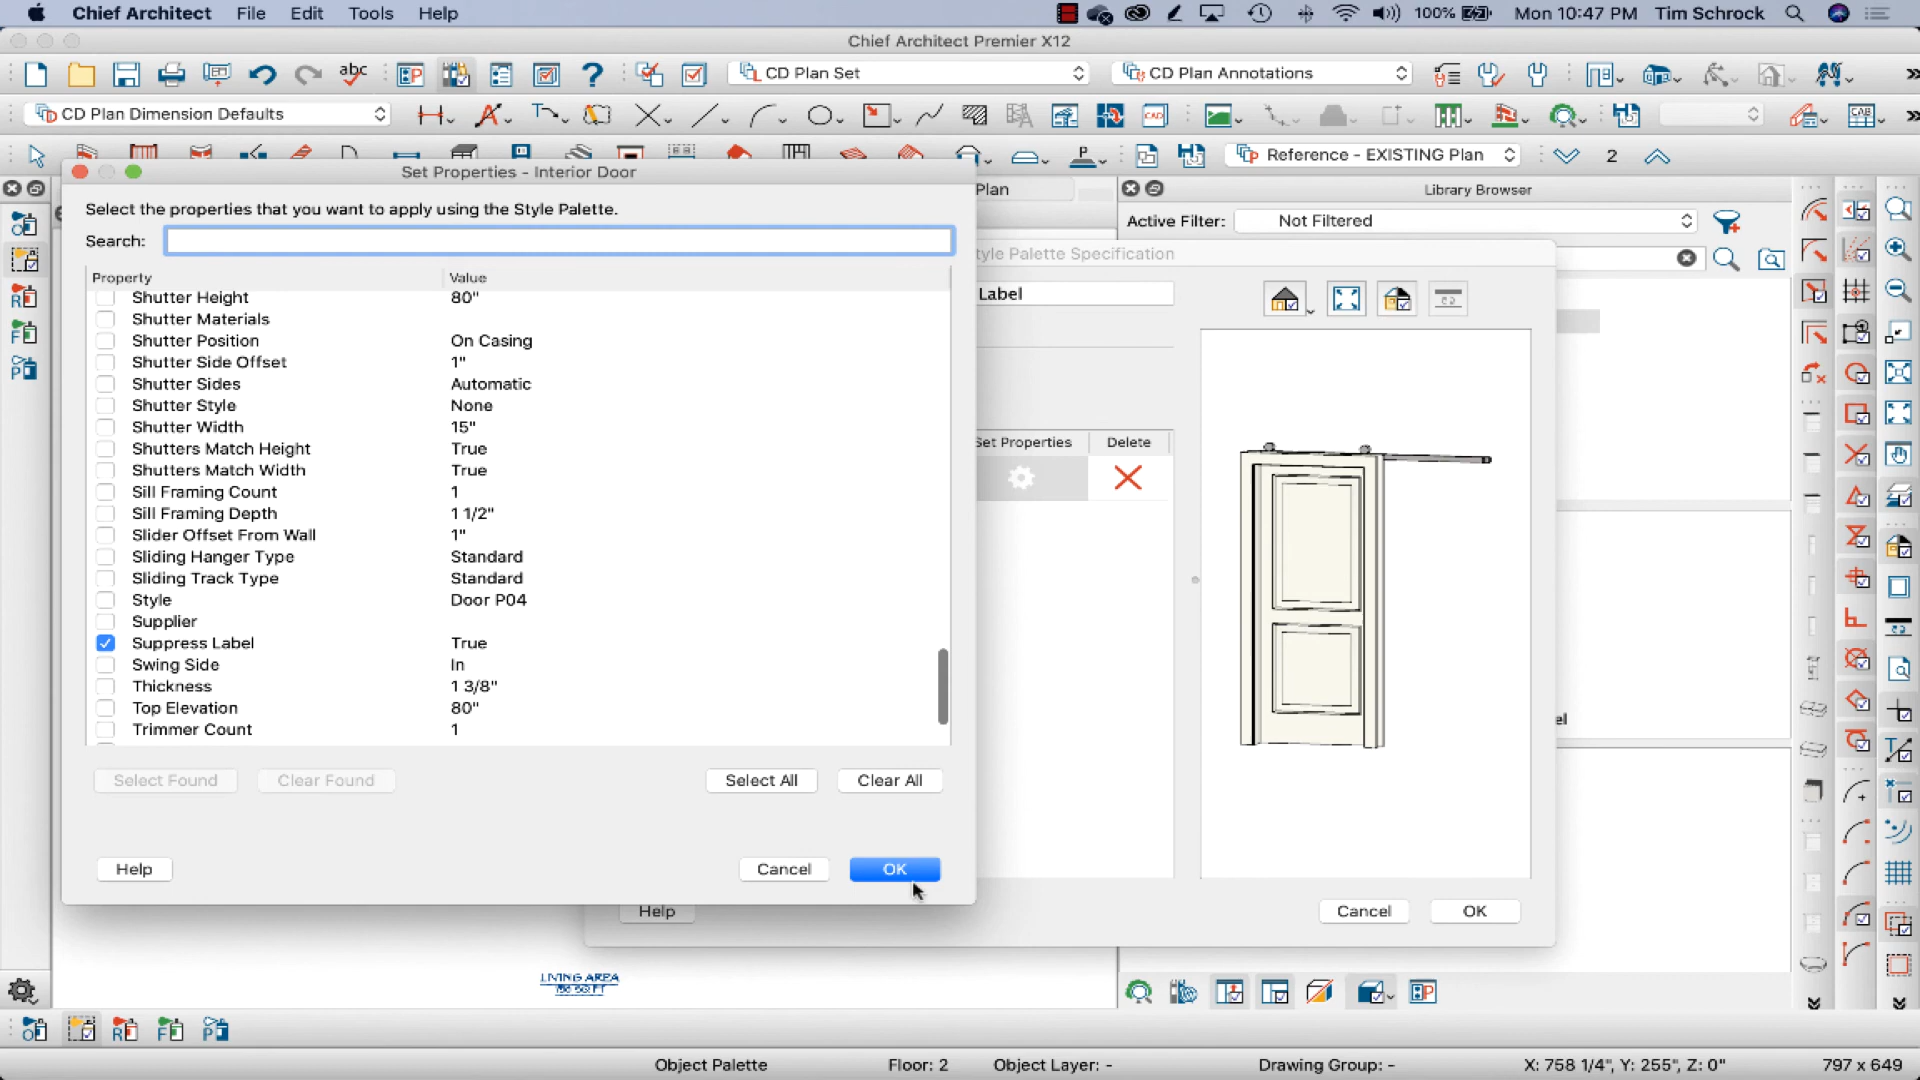 Chief Architect File Edit Tools Help 100% Mon 10:47 PM Tim Schrock
Chief Architect Premier X12
abc CD Plan Set CD Plan Annotations
CD Plan Dimension Defaults CAD CAB
Reference - EXISTING Plan 2
Set Properties - Interior Door
Plan
Library Browser
Select the properties that you want to apply using the Style Palette.
Active Filter: Not Filtered
Search:
tyle Palette Specification
Property Value
Label
Shutter Height 80"
Shutter Materials
Shutter Position On Casing
Shutter Side Offset 1"
Shutter Sides Automatic
Shutter Style None
Shutter Width 15"
Set Properties Delete
Shutters Match Height True
Shutters Match Width True
Sill Framing Count 1
Sill Framing Depth 1 1/2"
Slider Offset From Wall 1"
Sliding Hanger Type Standard
Sliding Track Type Standard
Style Door P04
Supplier
Suppress Label True
Swing Side In
Thickness 1 3/8"
Top Elevation 80"
el
Trimmer Count 1
Select Found Clear Found Select All Clear All
Help Cancel OK
Help Cancel OK
LIVING AREA
Object Palette Floor: 2 Object Layer: - Drawing Group: - X: 758 1/4", Y: 255", Z: 0" 797 x 649